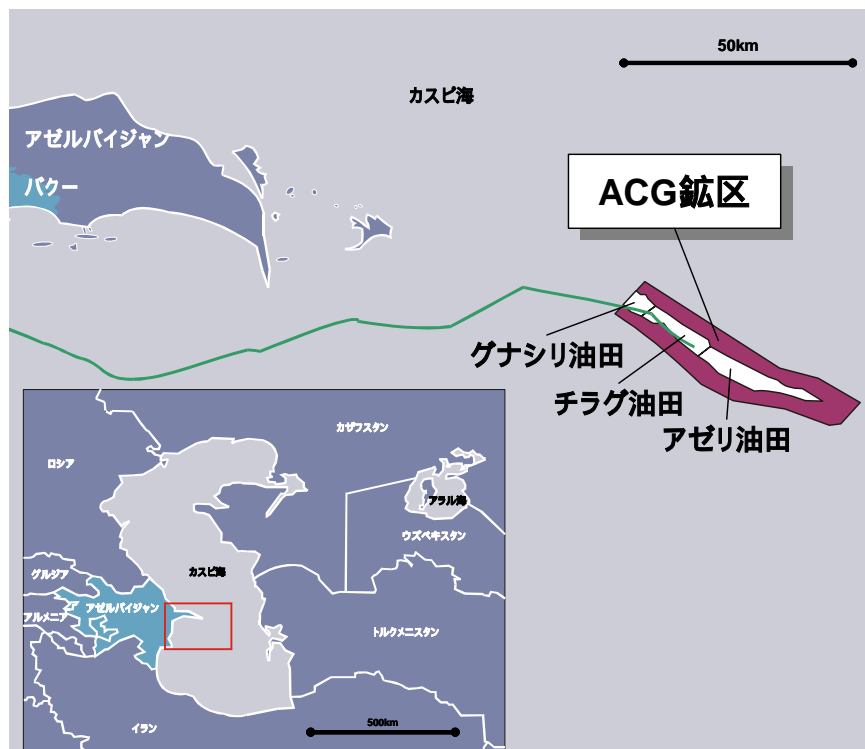 50km
カスピ海
アゼルバイジャン
バクー
ACG鉱区
グナシリ油田
チラグ油田
アゼリ油田
カザフスタン
ロシア
アラル海
ウズベキスタン
カスピ海
グルジア
アゼルバイジャン
アルメニア
トルクメニスタン
イラン
500km